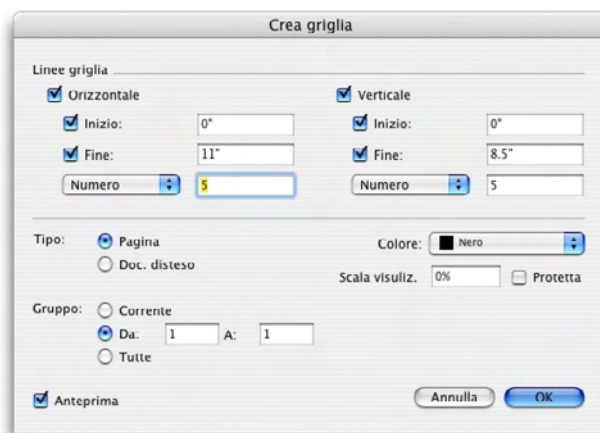 Crea griglia
Linee griglia
Orizzontale
Verticale
Inizio: 0"
Inizio: 0"
Fine: 11"
Fine: 8.5"
Numero 5
Numero 5
Tipo: Pagina
Colore: Nero
Doc. disteso
Scala visuliz. 0% Protetta
Gruppo: Corrente
Da: 1 A: 1
Tutte
Anteprima
Annulla OK